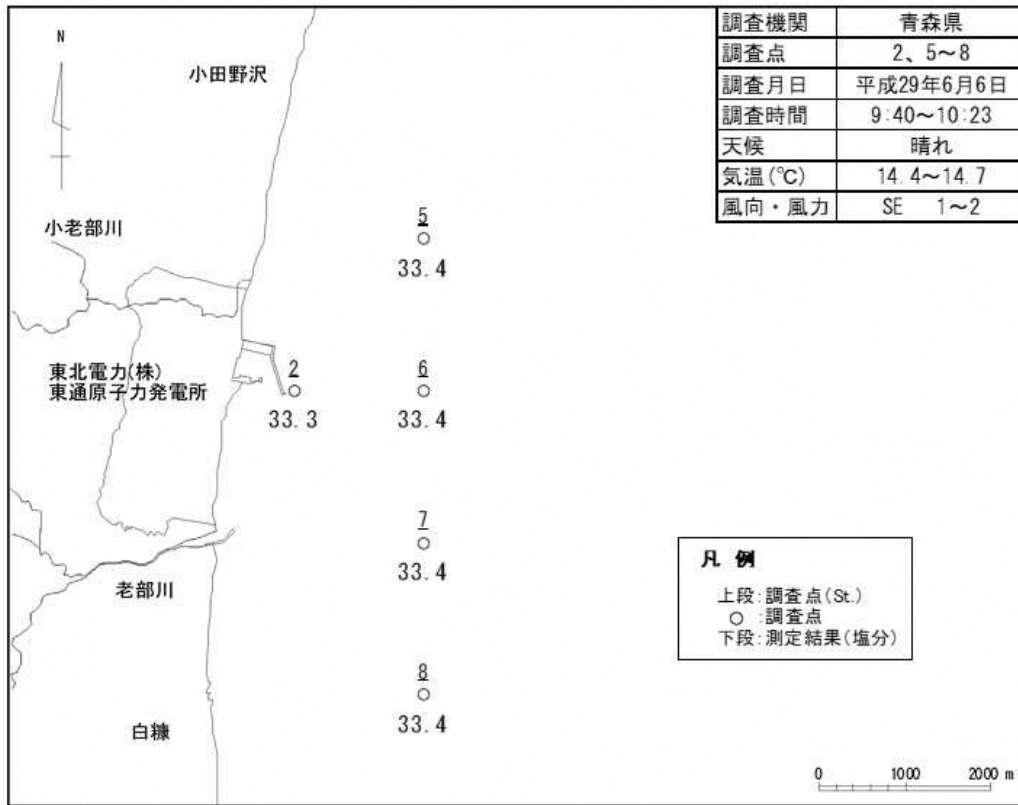 調査機関 青森県
調査点 2、5～8
調査月日 平成29年6月6日
調査時間 9:40～10:23
天候 晴れ
気温(℃) 14.4～14.7
風向・風力 SE 1～2
N
小田野沢
小老部川
5
33.4
東北電力(株)
東通原子力発電所
2
33.3
6
33.4
7
33.4
老部川
凡 例
上段:調査点(St.)
○ :調査点
下段:測定結果(塩分)
8
33.4
白糠
0 1000 2000 m